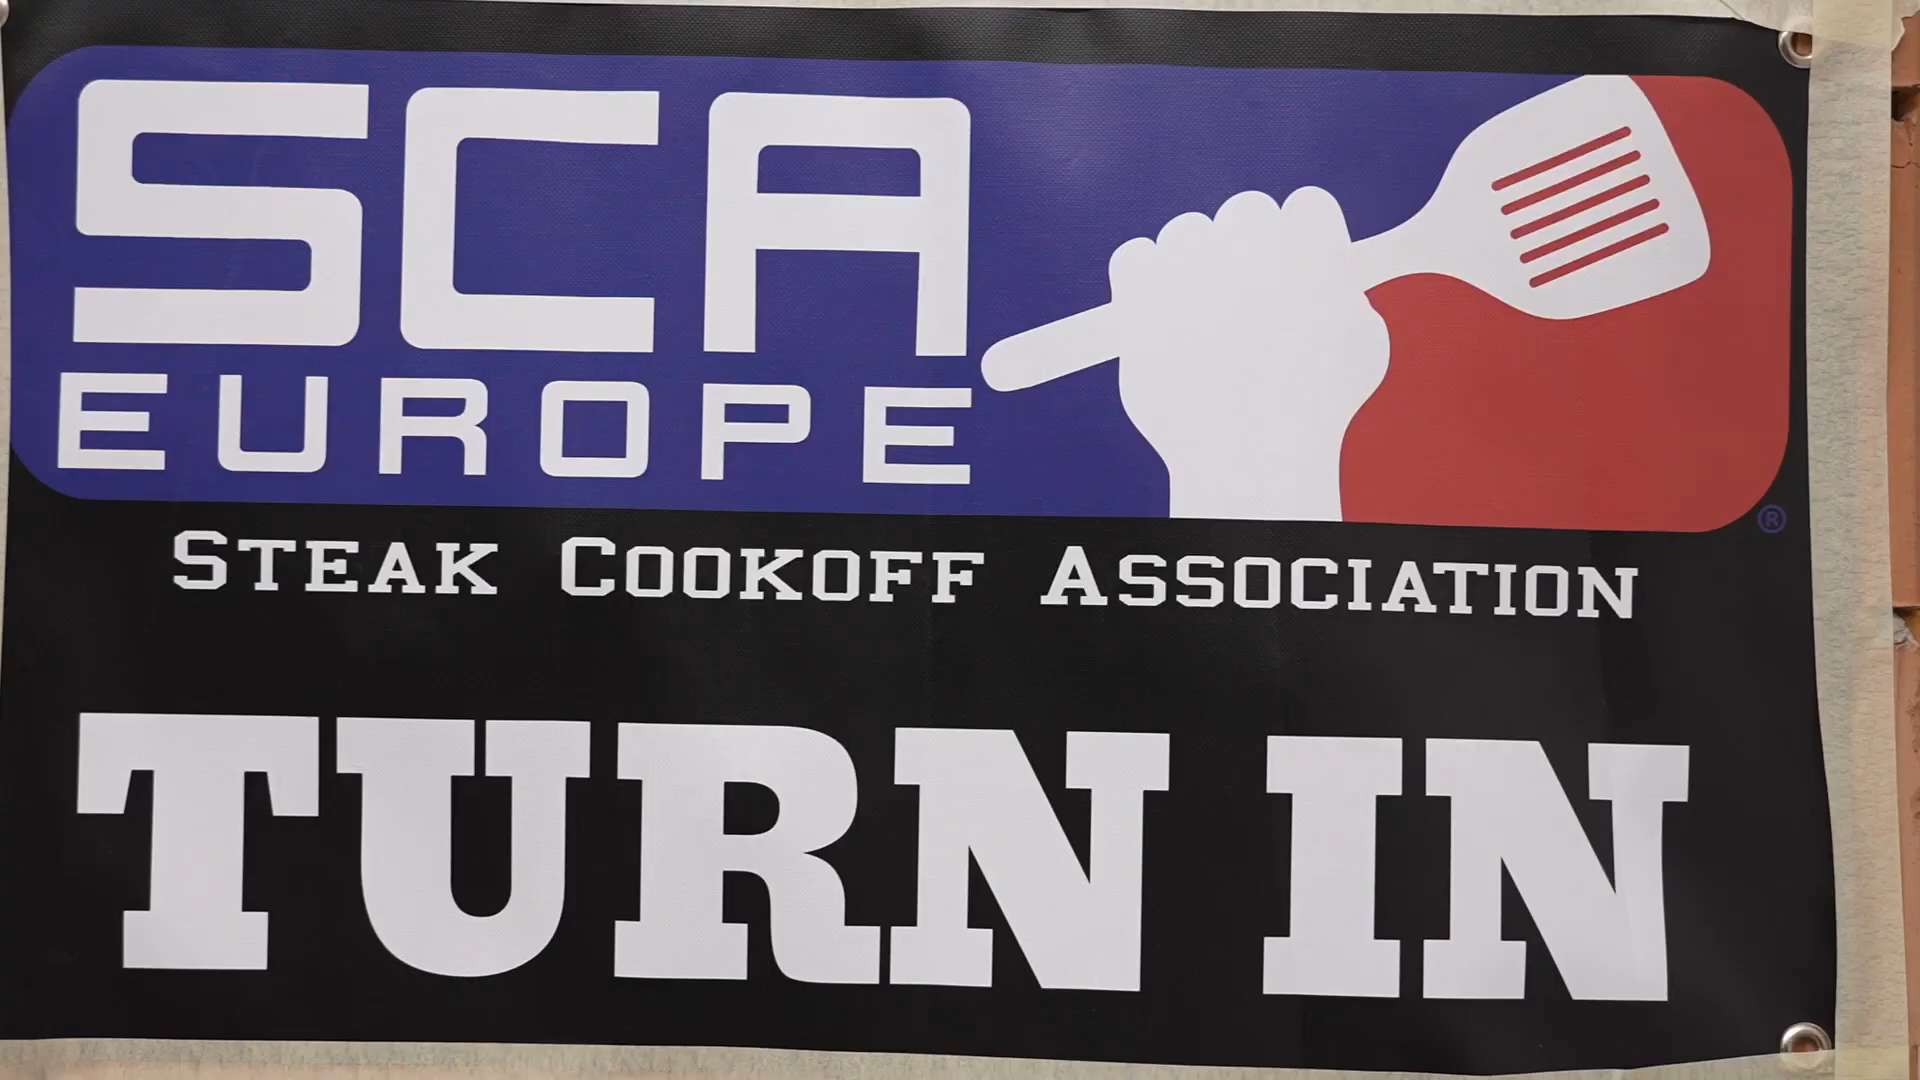 SCA
EUROPE
®
STEAK COOKOFF ASSOCIATION
TURN IN